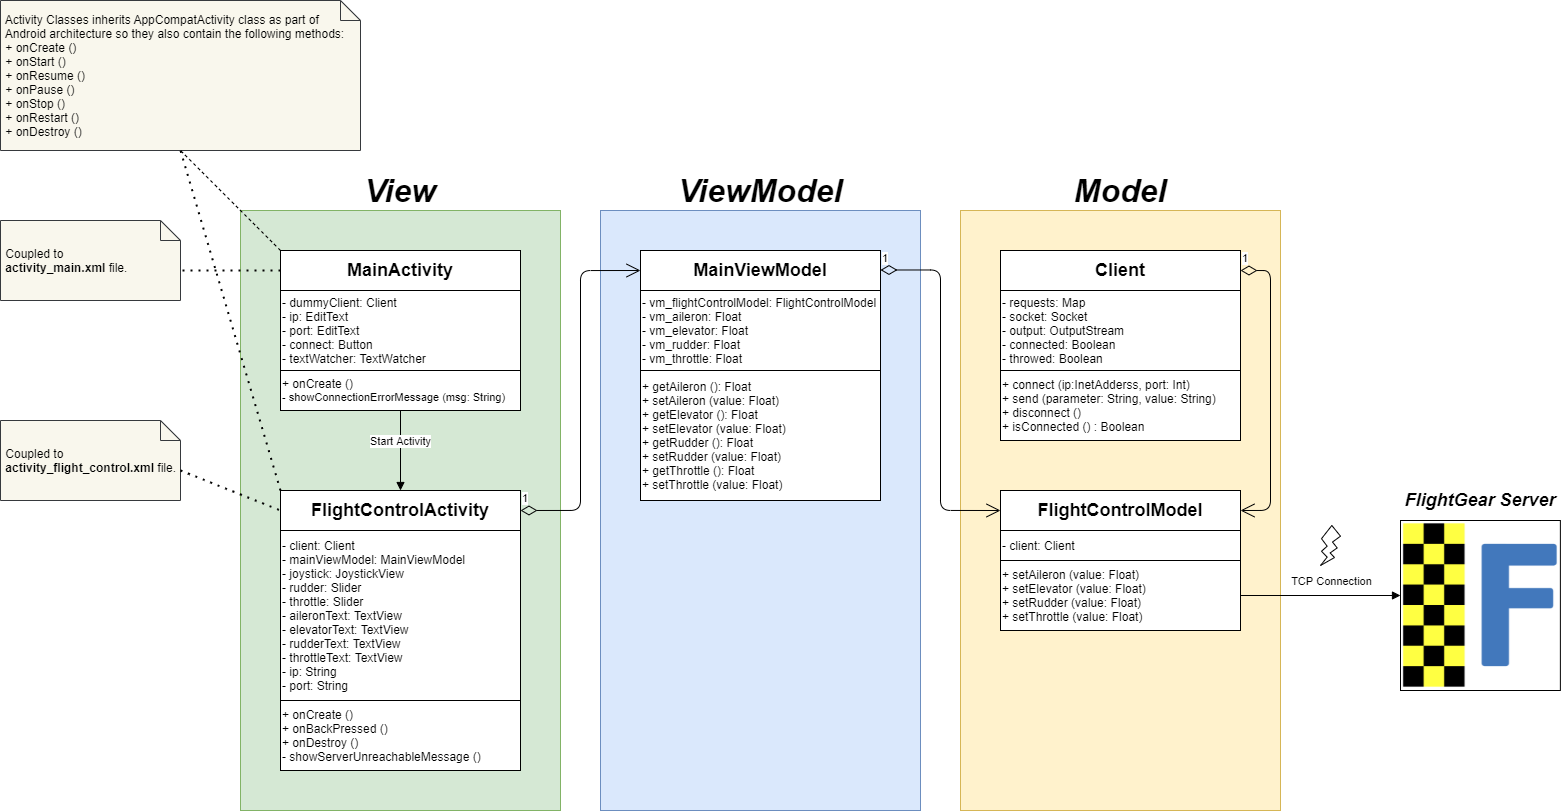 Activity Classes inherits AppCompatActivity class as part of
Android architecture so they also contain the following methods:
+ onCreate ()
+ onStart ()
+ onResume ()
+ onPause ()
+ onStop ()
+ onRestart ()
+ onDestroy ()
Coupled to
activity_main.xml file.
Coupled to
activity_flight_control.xml file.
View
MainActivity
- dummyClient: Client
- ip: EditText
- port: EditText
- connect: Button
- textWatcher: TextWatcher
+ onCreate ()
- showConnectionErrorMessage (msg: String)
Start Activity
FlightControlActivity
1
- client: Client
- mainViewModel: MainViewModel
- joystick: JoystickView
- rudder: Slider
- throttle: Slider
- aileronText: TextView
- elevatorText: TextView
- rudderText: TextView
- throttleText: TextView
- ip: String
- port: String
+ onCreate ()
+ onBackPressed ()
+ onDestroy ()
- showServerUnreachableMessage ()
ViewModel
MainViewModel
1
- vm_flightControlModel: FlightControlModel
- vm_aileron: Float
- vm_elevator: Float
- vm_rudder: Float
- vm_throttle: Float
+ getAileron (): Float
+ setAileron (value: Float)
+ getElevator (): Float
+ setElevator (value: Float)
+ getRudder (): Float
+ setRudder (value: Float)
+ getThrottle (): Float
+ setThrottle (value: Float)
Model
Client
1
- requests: Map
- socket: Socket
- output: OutputStream
- connected: Boolean
- throwed: Boolean
+ connect (ip:InetAdderss, port: Int)
+ send (parameter: String, value: String)
+ disconnect ()
+ isConnected () : Boolean
FlightControlModel
- client: Client
+ setAileron (value: Float)
+ setElevator (value: Float)
+ setRudder (value: Float)
+ setThrottle (value: Float)
TCP Connection
FlightGear Server
F